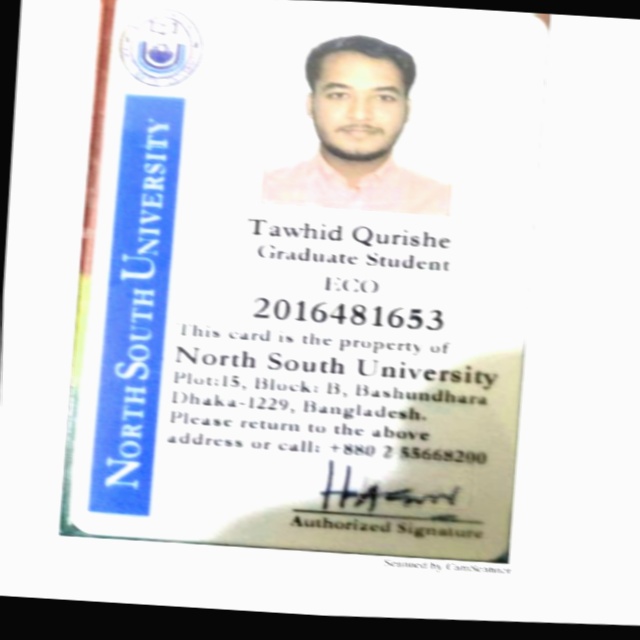 NORTH SOUTH UNIVERSITY
Tawhid Qurishe
Graduate Student
ECO
2016481653
This card is the property of
North South University
Plot:15, Block: B, Bashundhara
Dhaka-1229, Bangladesh.
Please return to the above
address or call: +880 2 55668200
Authorized Signature
Scanned by CamScanner